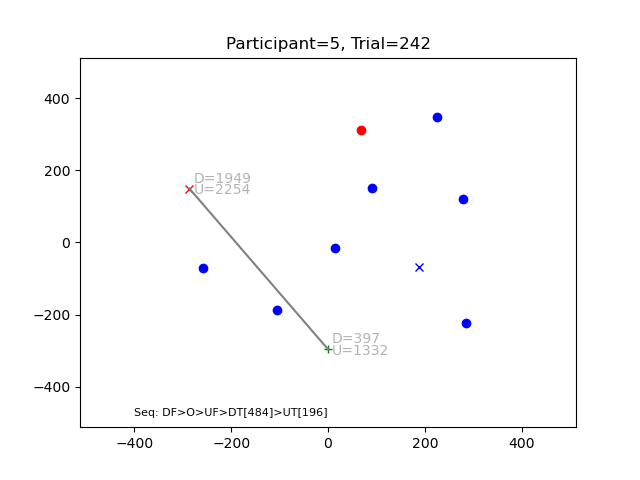 Participant=5, Trial=242
400
200
0
−200
−400
D=1949
U=2254
D=397
U=1332
Seq: DF>O>UF>DT[484]>UT[196]
−400
−200
0
200
400